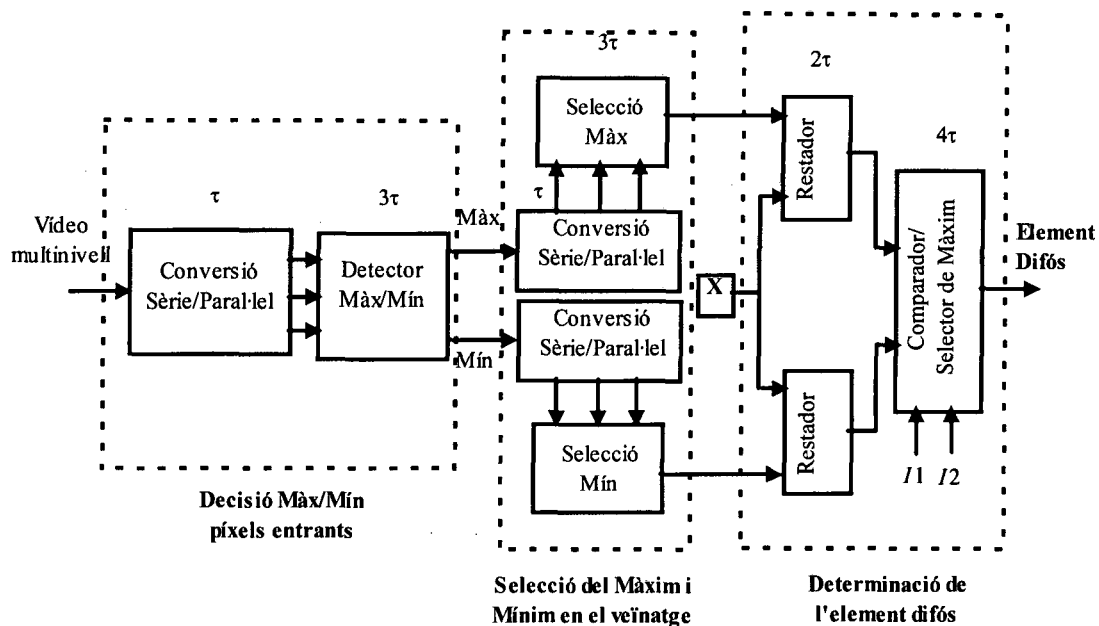 Vídeo
multinivell
τ
Conversió
Sèrie/Paral·lel
3τ
Detector
Màx/Mín
Decisió Màx/Mín
píxels entrants
Màx
Mín
3τ
Selecció
Màx
τ
Conversió
Sèrie/Paral·lel
Conversió
Sèrie/Paral·lel
Selecció
Mín
Selecció del Màxim i
Mínim en el veïnatge
X
2τ
Restador
Restador
4τ
Comparador/
Selector de Màxim
I1 I2
Element
Difós
Determinació de
l'element difós